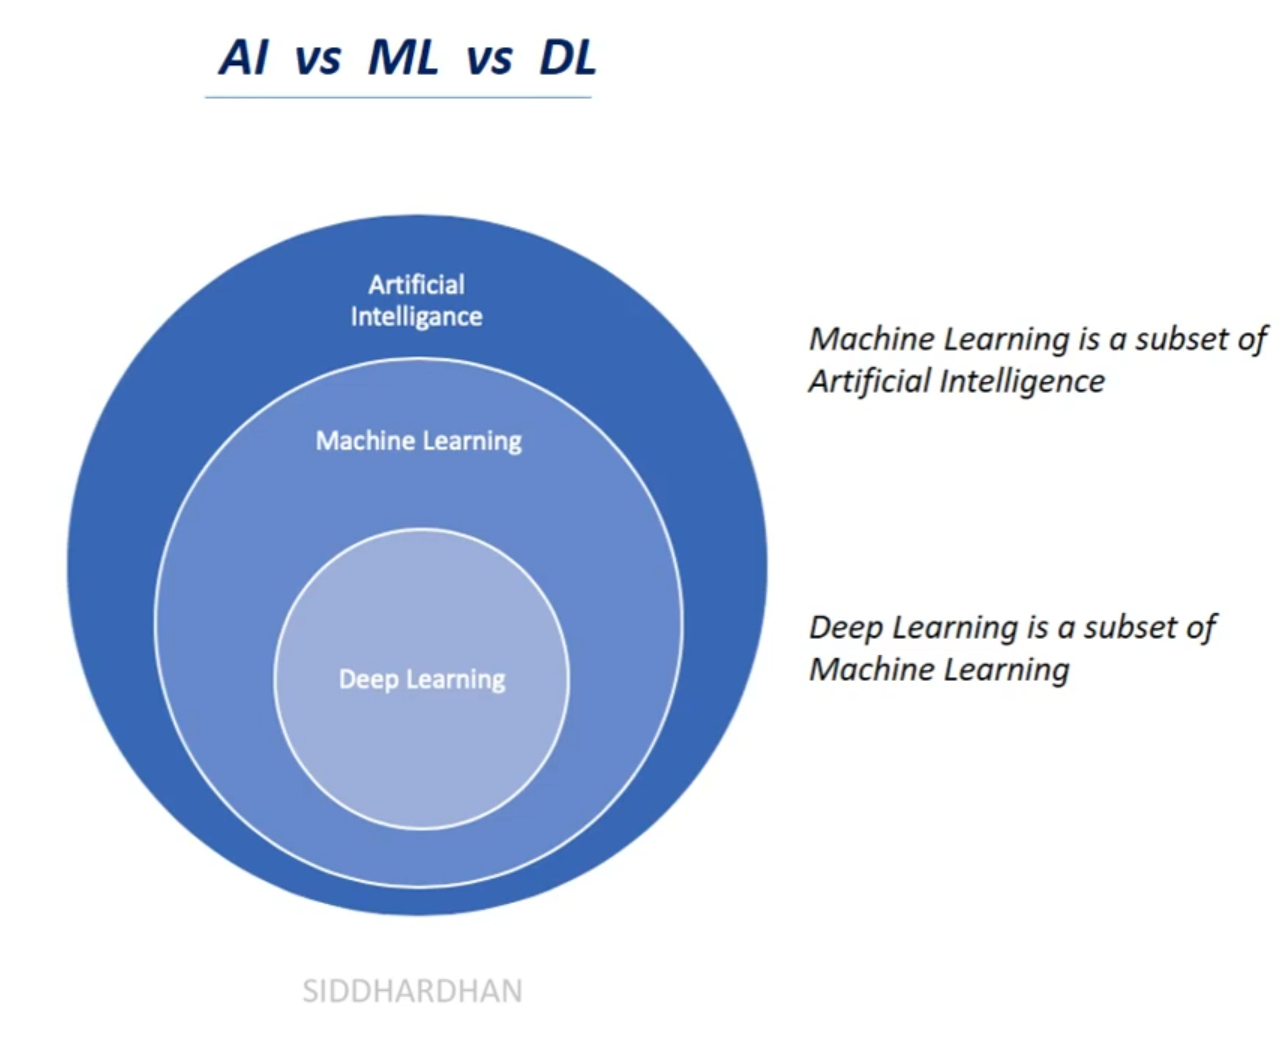 AI vs ML vs DL
Artificial
Intelligance
Machine Learning
Deep Learning
Machine Learning is a subset of
Artificial Intelligence
Deep Learning is a subset of
Machine Learning
SIDDHARDHAN